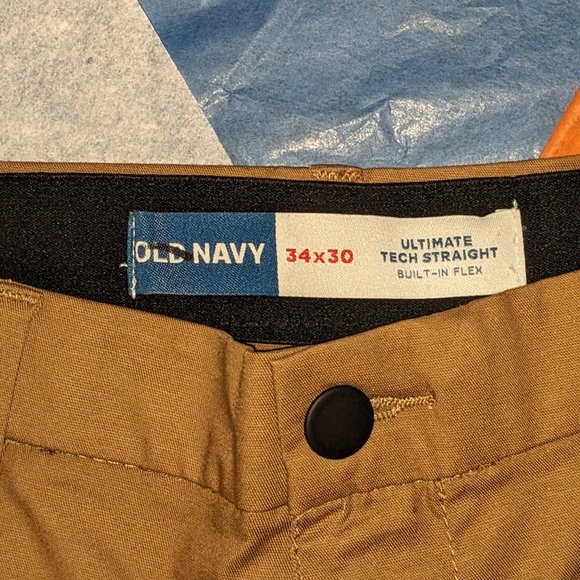 OLD NAVY
34x30
ULTIMATE
TECH STRAIGHT
BUILT-IN FLEX